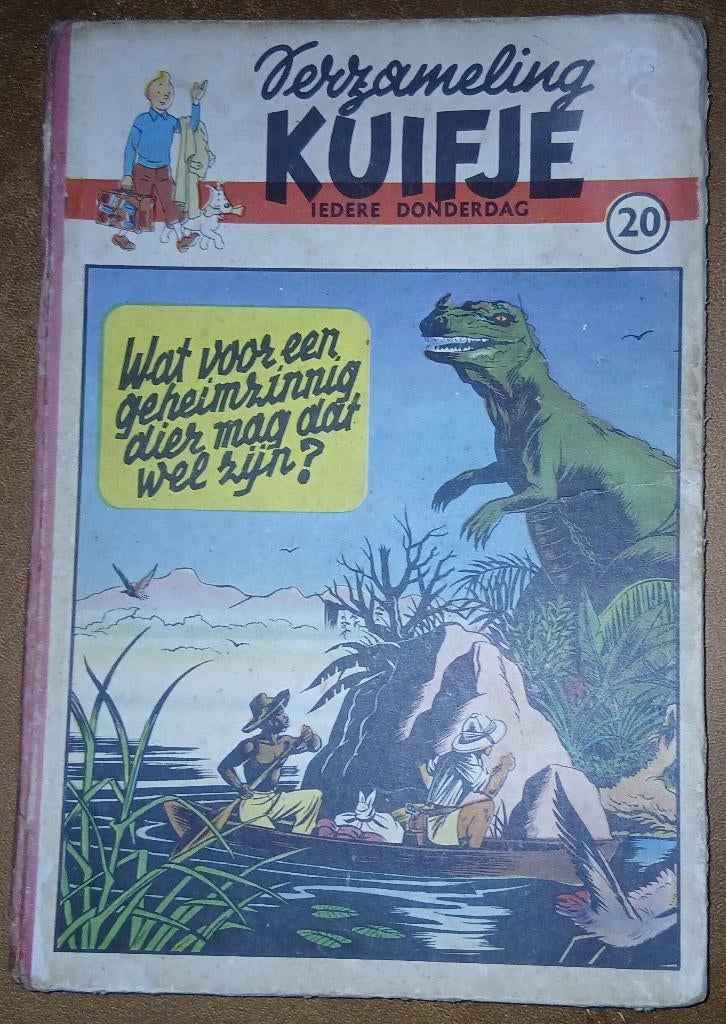 Verzameling
KUIFJE
IEDERE DONDERDAG
20
Wat voor een
geheimzinnig
dier mag dat
wel zijn?